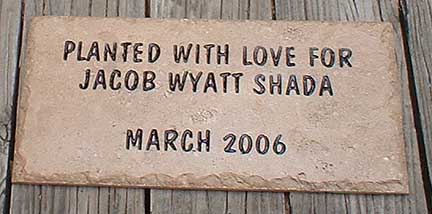 PLANTED WITH LOVE FOR
JACOB WYATT SHADA
MARCH 2006